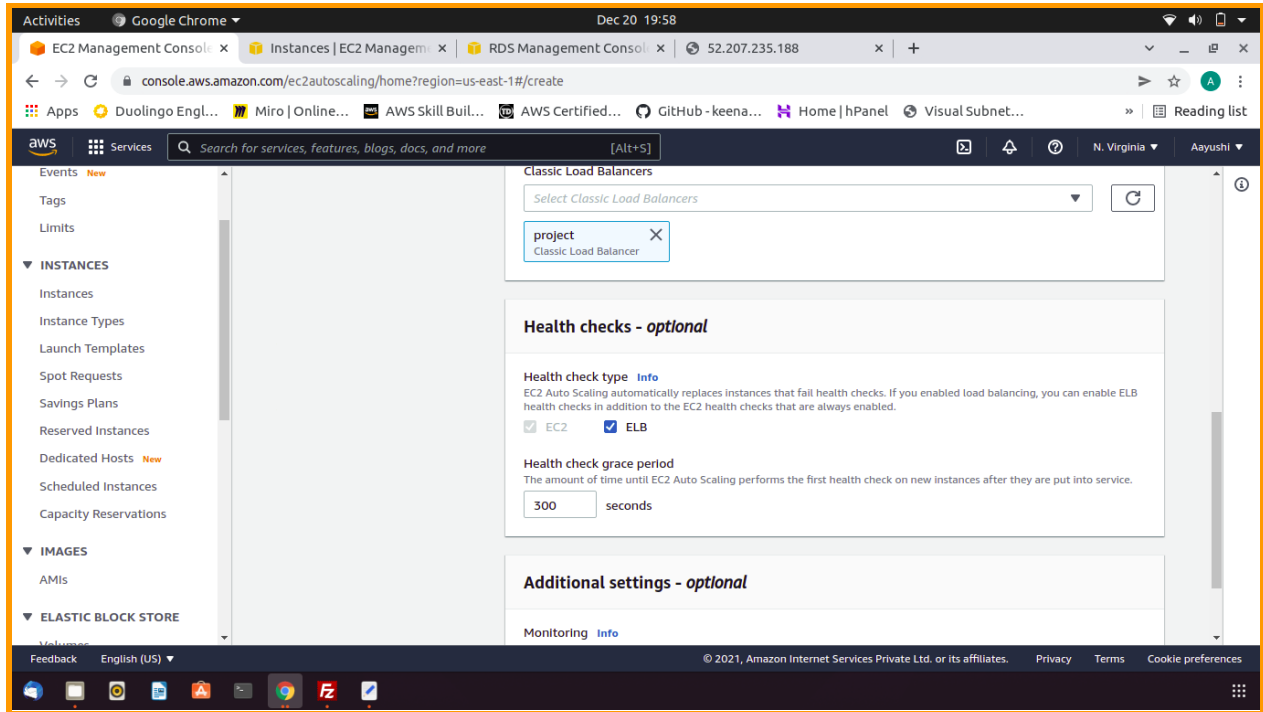 Activities Google Chrome Dec 20 19:58
EC2 Management Console Instances | EC2 Managem RDS Management Consol 52.207.235.188
console.aws.amazon.com/ec2autoscaling/home?region=us-east-1#/create A
Apps Duolingo Engl... Miro | Online... AWS Skill Buil... AWS Certified... GitHub - keena... Home | hPanel Visual Subnet... » Reading list
aws Services Search for services, features, blogs, docs, and more [Alt+S] N. Virginia Aayushi
Events New
Tags
Limits
INSTANCES
Instances
Instance Types
Launch Templates
Spot Requests
Savings Plans
Reserved Instances
Dedicated Hosts New
Scheduled Instances
Capacity Reservations
IMAGES
AMIs
ELASTIC BLOCK STORE
Volumes
Classic Load Balancers
Select Classic Load Balancers
project
Classic Load Balancer
Health checks - optional
Health check type Info
EC2 Auto Scaling automatically replaces instances that fail health checks. If you enabled load balancing, you can enable ELB
health checks in addition to the EC2 health checks that are always enabled.
EC2 ELB
Health check grace period
The amount of time until EC2 Auto Scaling performs the first health check on new instances after they are put into service.
300 seconds
Additional settings - optional
Monitoring Info
Feedback English (US) © 2021, Amazon Internet Services Private Ltd. or its affiliates. Privacy Terms Cookie preferences